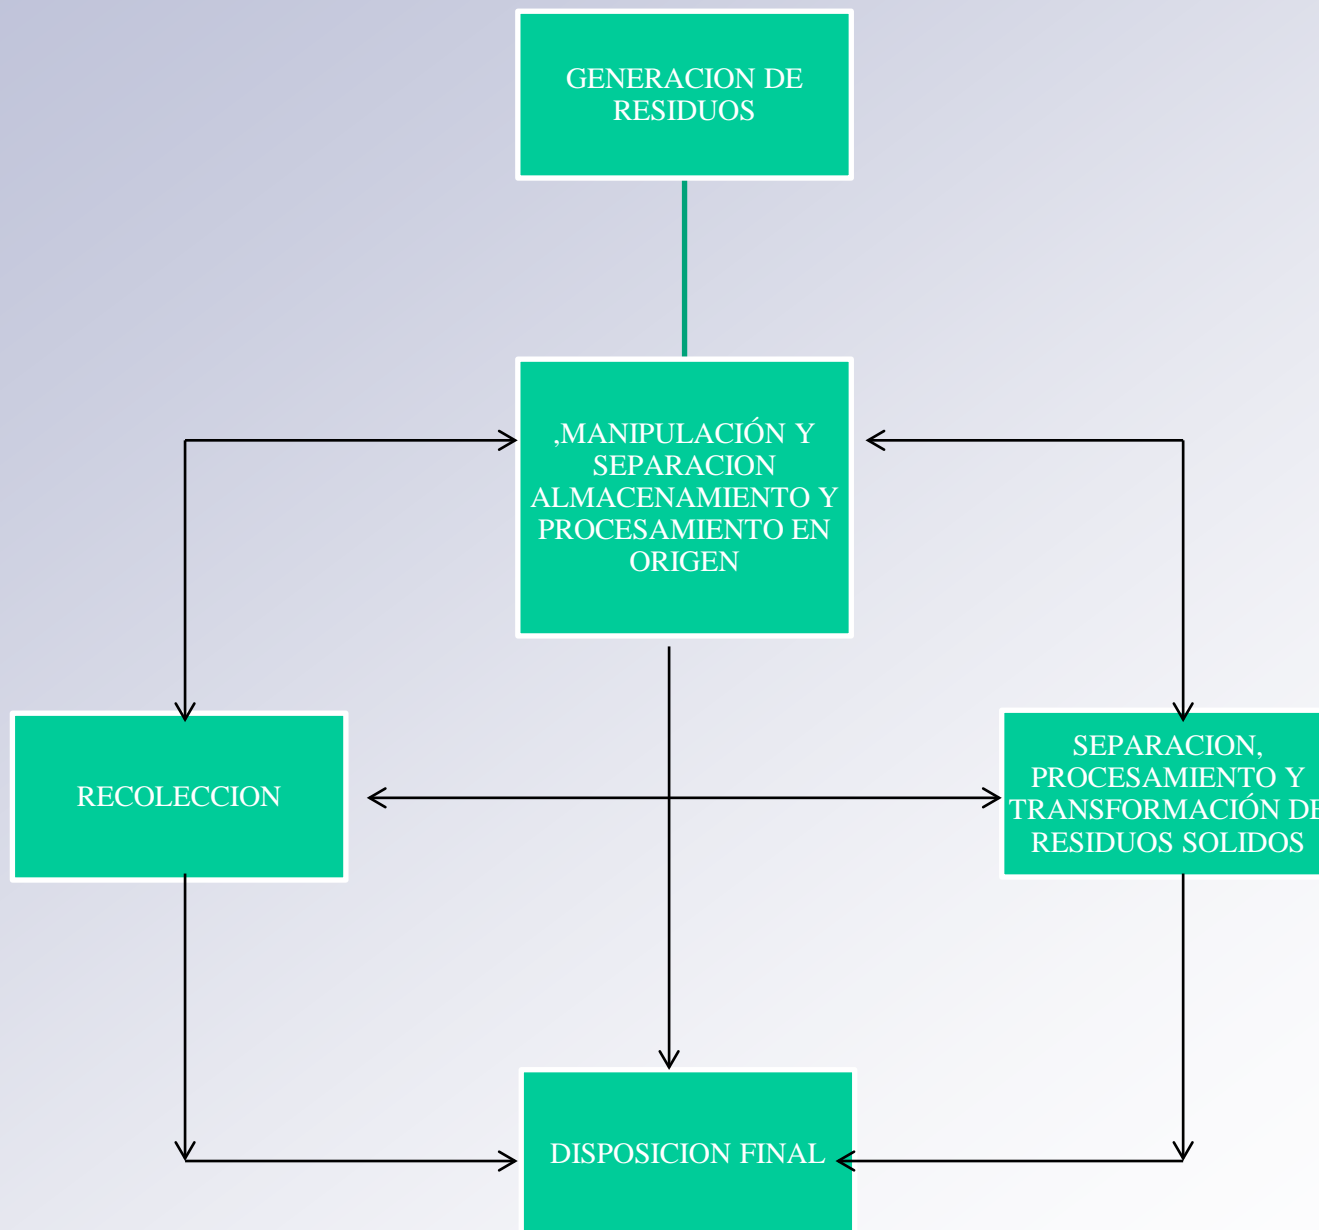 GENERACION DE
RESIDUOS
,MANIPULACIÓN Y
SEPARACION
ALMACENAMIENTO Y
PROCESAMIENTO EN
ORIGEN
RECOLECCION
SEPARACION,
PROCESAMIENTO Y
TRANSFORMACIÓN DE
RESIDUOS SOLIDOS
DISPOSICION FINAL